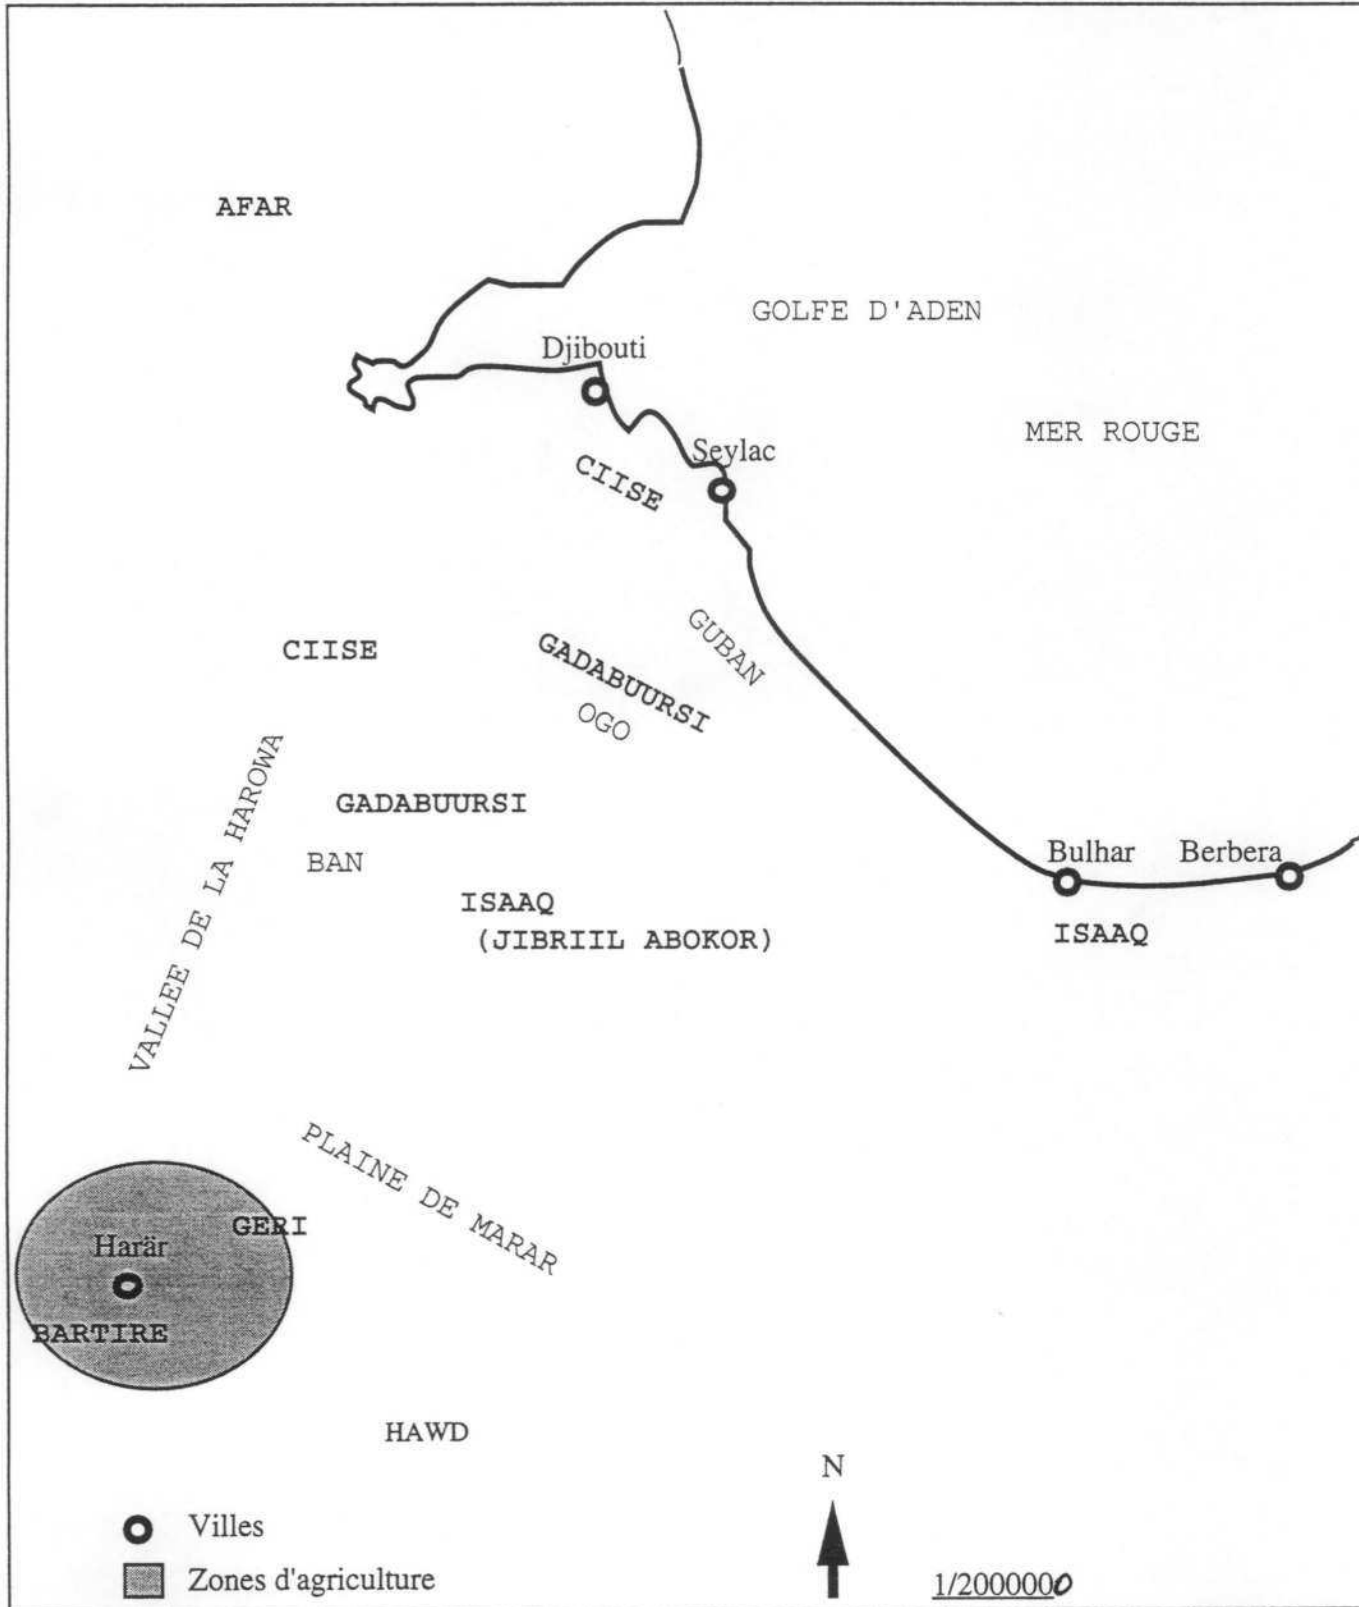 AFAR
GOLFE D'ADEN
Djibouti
MER ROUGE
Seylac
CIISE
GUBAN
CIISE
GADABUURSI
OGO
VALLEE DE LA HAROWA
GADABUURSI
BAN
Bulhar
Berbera
ISAAQ
(JIBRIIL ABOKOR)
ISAAQ
PLAINE DE MARAR
GERI
Harär
BARTIRE
HAWD
N
Villes
Zones d'agriculture
1/2000000